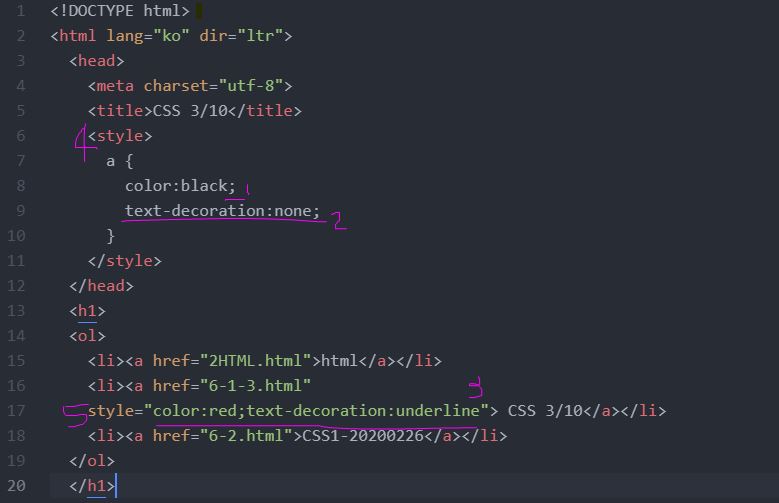 1 <!DOCTYPE html>
2 <html lang="ko" dir="ltr">
3 <head>
4 <meta charset="utf-8">
5 <title>CSS 3/10</title>
4
6 <style>
7 a {
8 color:black; 1
9 text-decoration:none; 2
10 }
11 </style>
12 </head>
13 <h1>
14 <ol>
15 <li><a href="2HTML.html">html</a></li>
16 <li><a href="6-1-3.html" 3
17 5 style="color:red;text-decoration:underline"> CSS 3/10</a></li>
18 <li><a href="6-2.html">CSS1-20200226</a></li>
19 </ol>
20 </h1>